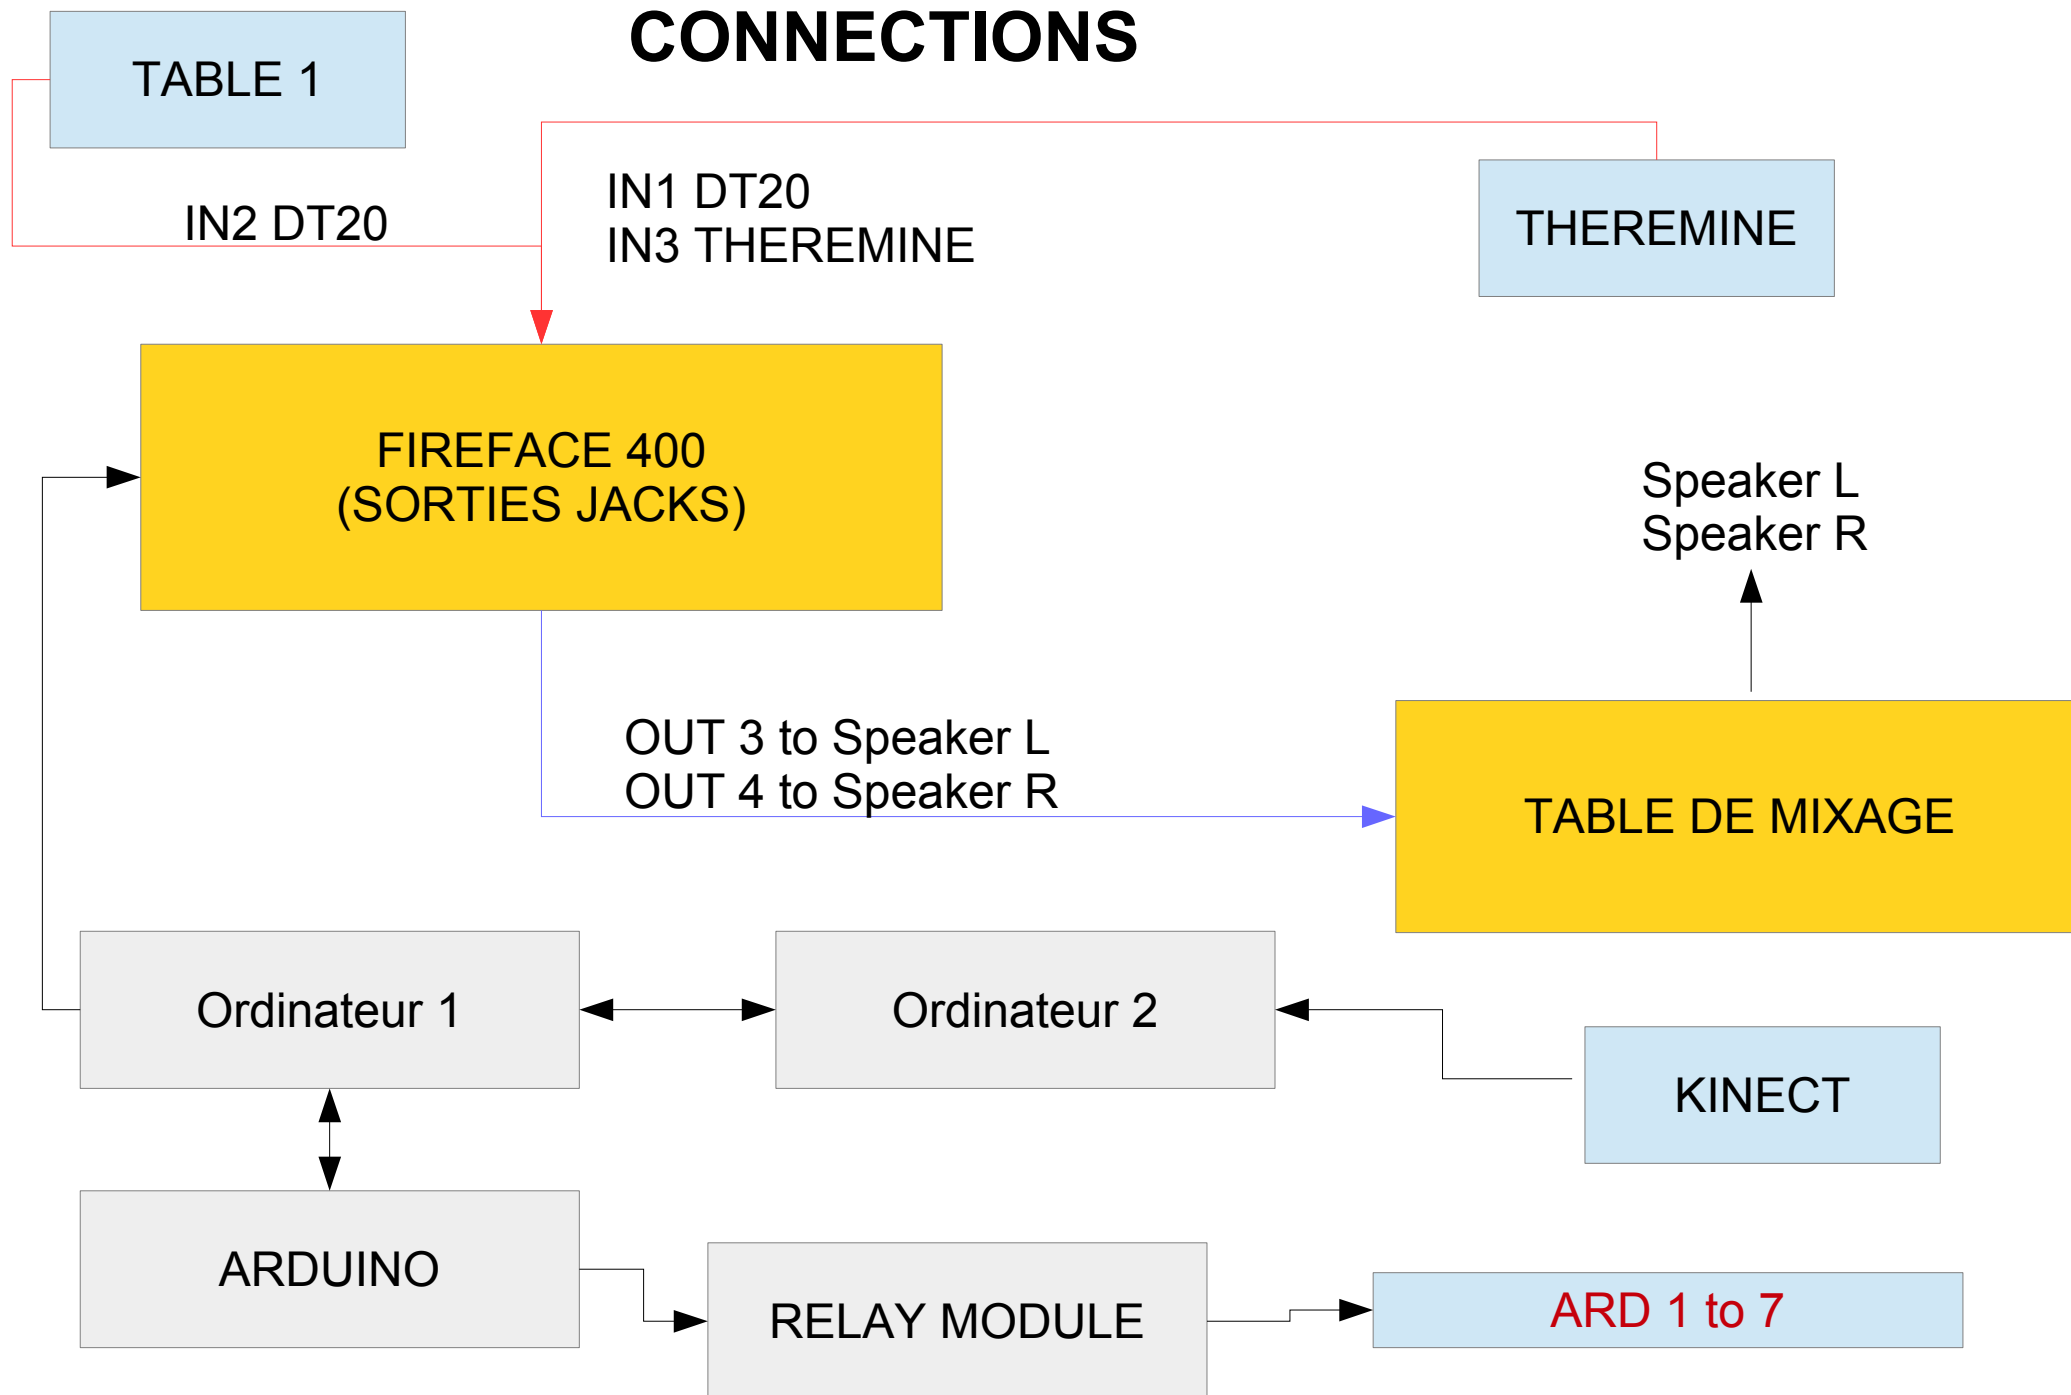 CONNECTIONS
TABLE 1
IN2 DT20
IN1 DT20
IN3 THEREMINE
THEREMINE
FIREFACE 400
(SORTIES JACKS)
Speaker L
Speaker R
OUT 3 to Speaker L
OUT 4 to Speaker R
TABLE DE MIXAGE
Ordinateur 1
Ordinateur 2
KINECT
ARDUINO
RELAY MODULE
ARD 1 to 7